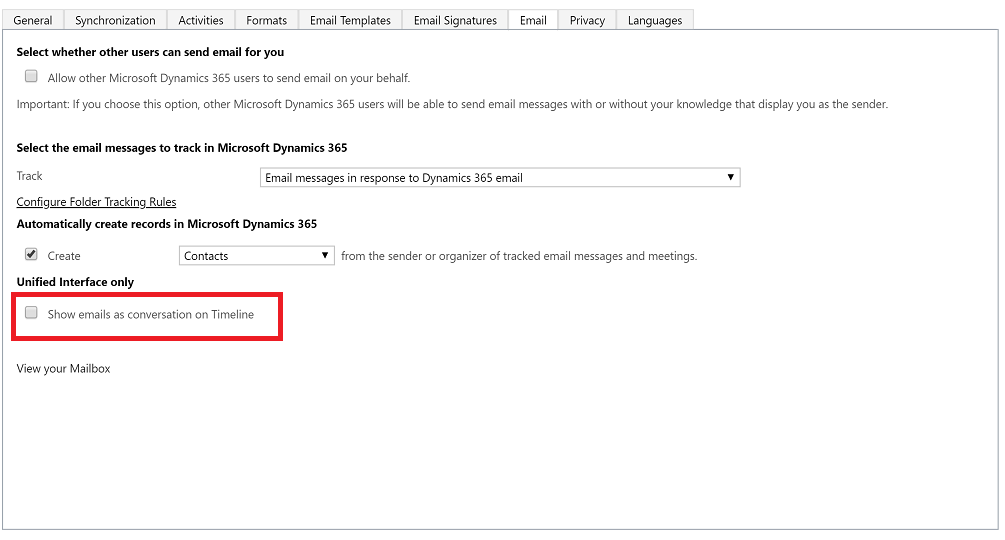 General Synchronization Activities Formats Email Templates Email Signatures Email Privacy Languages
Select whether other users can send email for you
Allow other Microsoft Dynamics 365 users to send email on your behalf.
Important: If you choose this option, other Microsoft Dynamics 365 users will be able to send email messages with or without your knowledge that display you as the sender.
Select the email messages to track in Microsoft Dynamics 365
Track Email messages in response to Dynamics 365 email
Configure Folder Tracking Rules
Automatically create records in Microsoft Dynamics 365
Create Contacts from the sender or organizer of tracked email messages and meetings.
Unified Interface only
Show emails as conversation on Timeline
View your Mailbox